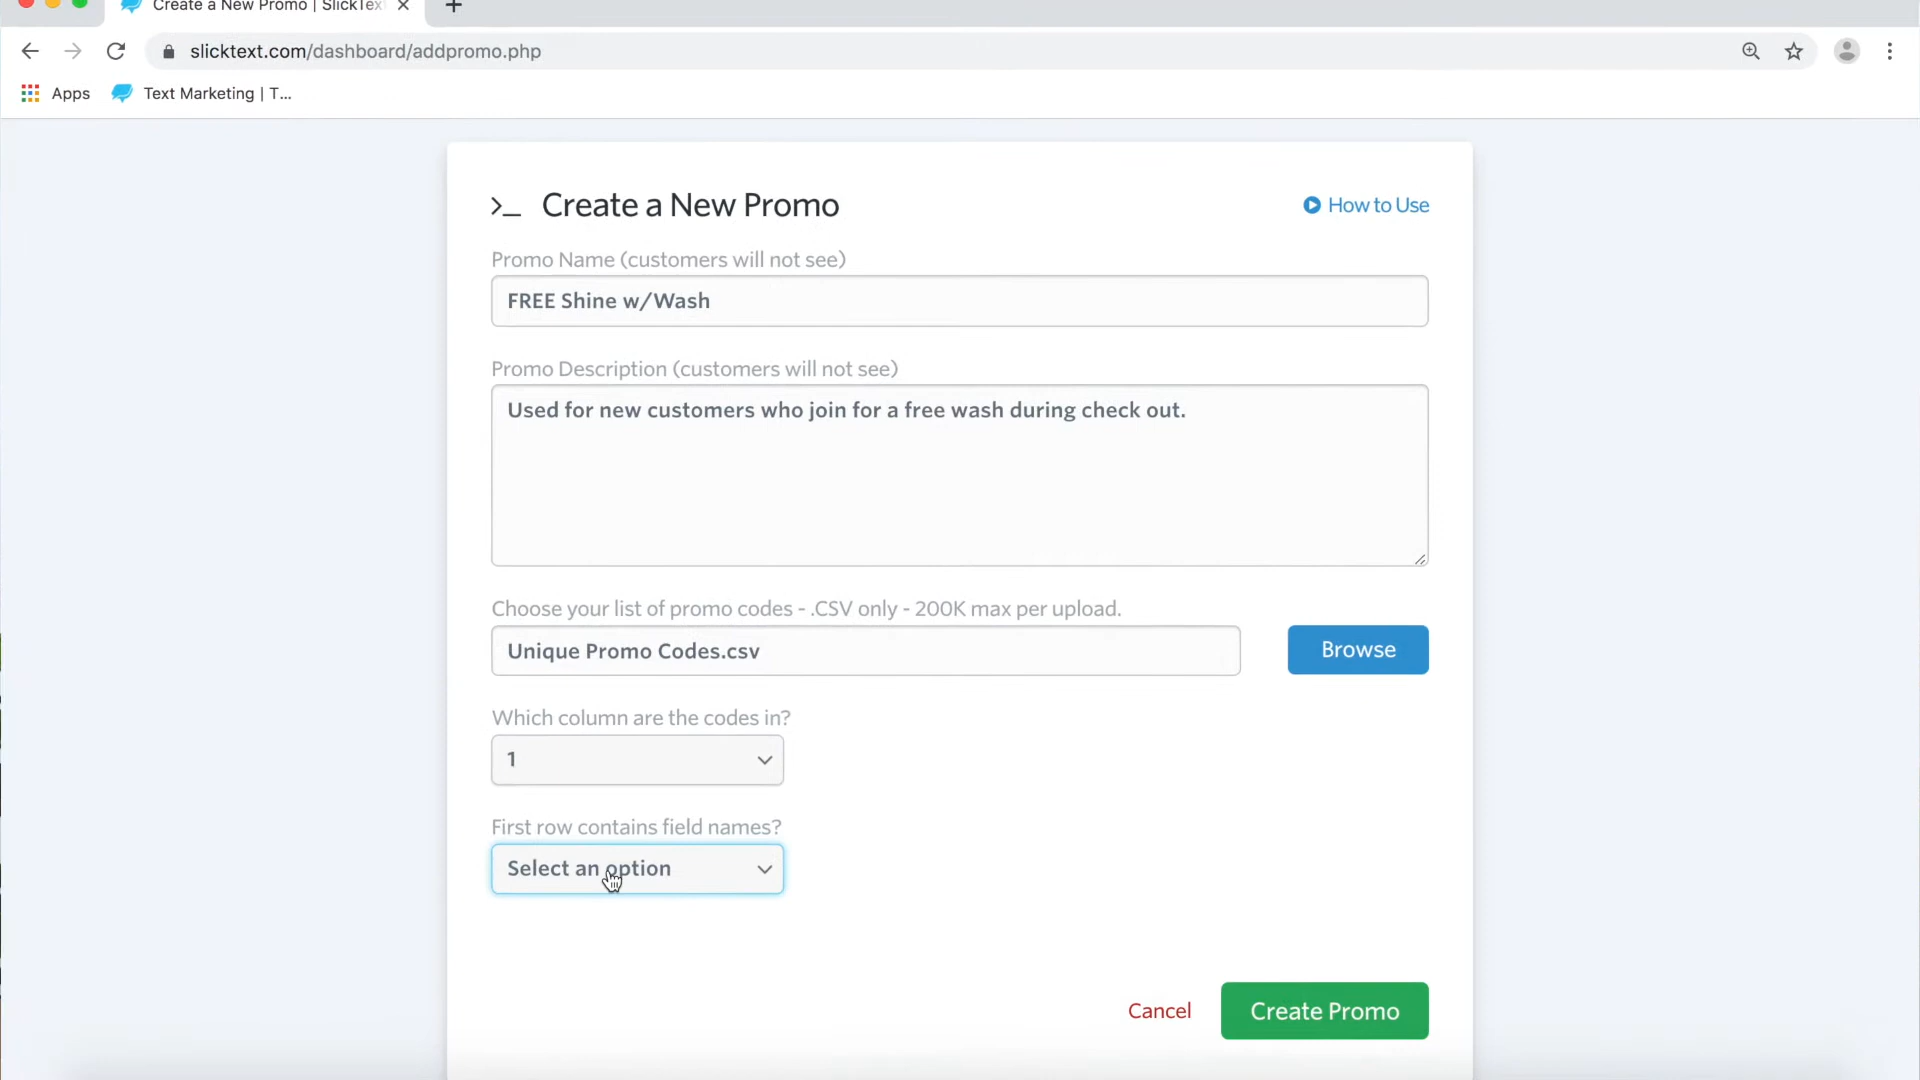 Create a New Promo | SlickTex
slicktext.com/dashboard/addpromo.php
Apps
Text Marketing | T...
Create a New Promo
How to Use
Promo Name (customers will not see)
FREE Shine w/Wash
Promo Description (customers will not see)
Used for new customers who join for a free wash during check out.
Choose your list of promo codes - .CSV only - 200K max per upload.
Unique Promo Codes.csv
Browse
Which column are the codes in?
1
First row contains field names?
Select an option
Cancel
Create Promo